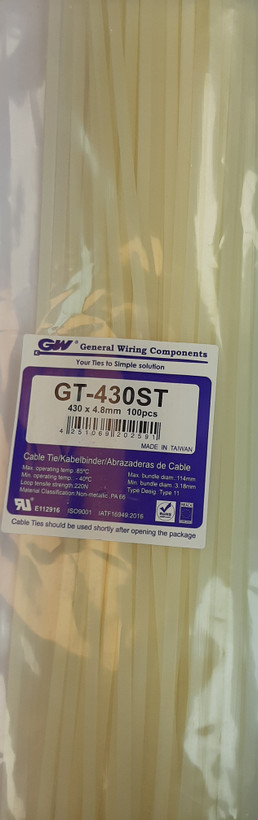 GW® General Wiring Components
Your Ties to Simple solution
GT-430ST
430 x 4.8mm 100pcs
4 251069 202591
MADE IN TAIWAN
Cable Tie/Kabelbinder/Abrazaderas de Cable
Max. operating temp.:85°C
Min. operating temp.: - 40°C
Loop tensile strength:220N
Material Classification:Non-metallic ,PA 66
Max. bundle diam.:114mm
Min. bundle diam.:3.18mm
Type Desig. Type 11
E112916 ISO9001 IATF16949:2016
Cable Ties should be used shortly after opening the package